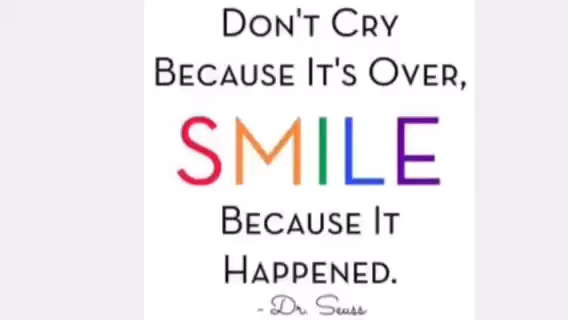 Don't Cry
Because It's Over,
SMILE
Because It
Happened.
- Dr. Seuss